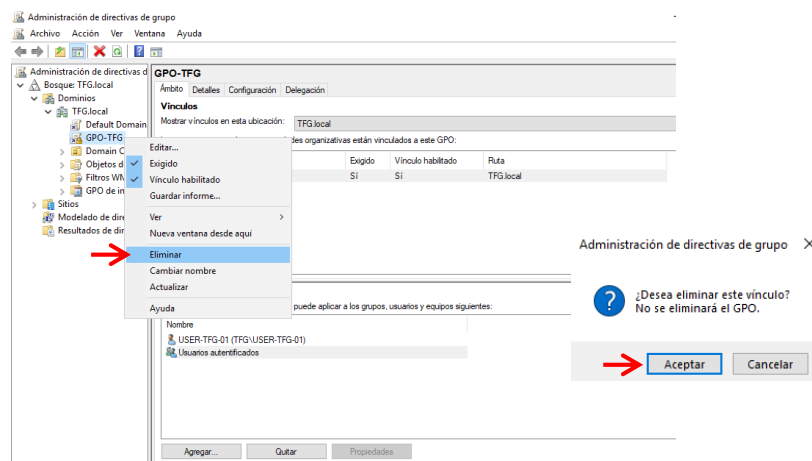 Administración de directivas de grupo
Archivo Acción Ver Ventana Ayuda
Administración de directivas d
Bosque: TFG.local
Dominios
TFG.local
Default Domain
GPO-TFG
Domain C
Objetos d
Filtros WM
GPO de in
Sitios
Modelado de dire
Resultados de dir
GPO-TFG
Ámbito Detalles Configuración Delegación
Vínculos
Mostrar vínculos en esta ubicación: TFG.local
des organizativas están vinculados a este GPO:
Exigido Vínculo habilitado Ruta
Sí Sí TFG.local
Editar...
Exigido
Vínculo habilitado
Guardar informe...
Ver
Nueva ventana desde aquí
Eliminar
Cambiar nombre
Actualizar
Ayuda
puede aplicar a los grupos, usuarios y equipos siguientes:
Nombre
USER-TFG-01 (TFG\USER-TFG-01)
Usuarios autentificados
Agregar... Quitar Propiedades
Administración de directivas de grupo
¿Desea eliminar este vínculo?
No se eliminará el GPO.
Aceptar Cancelar